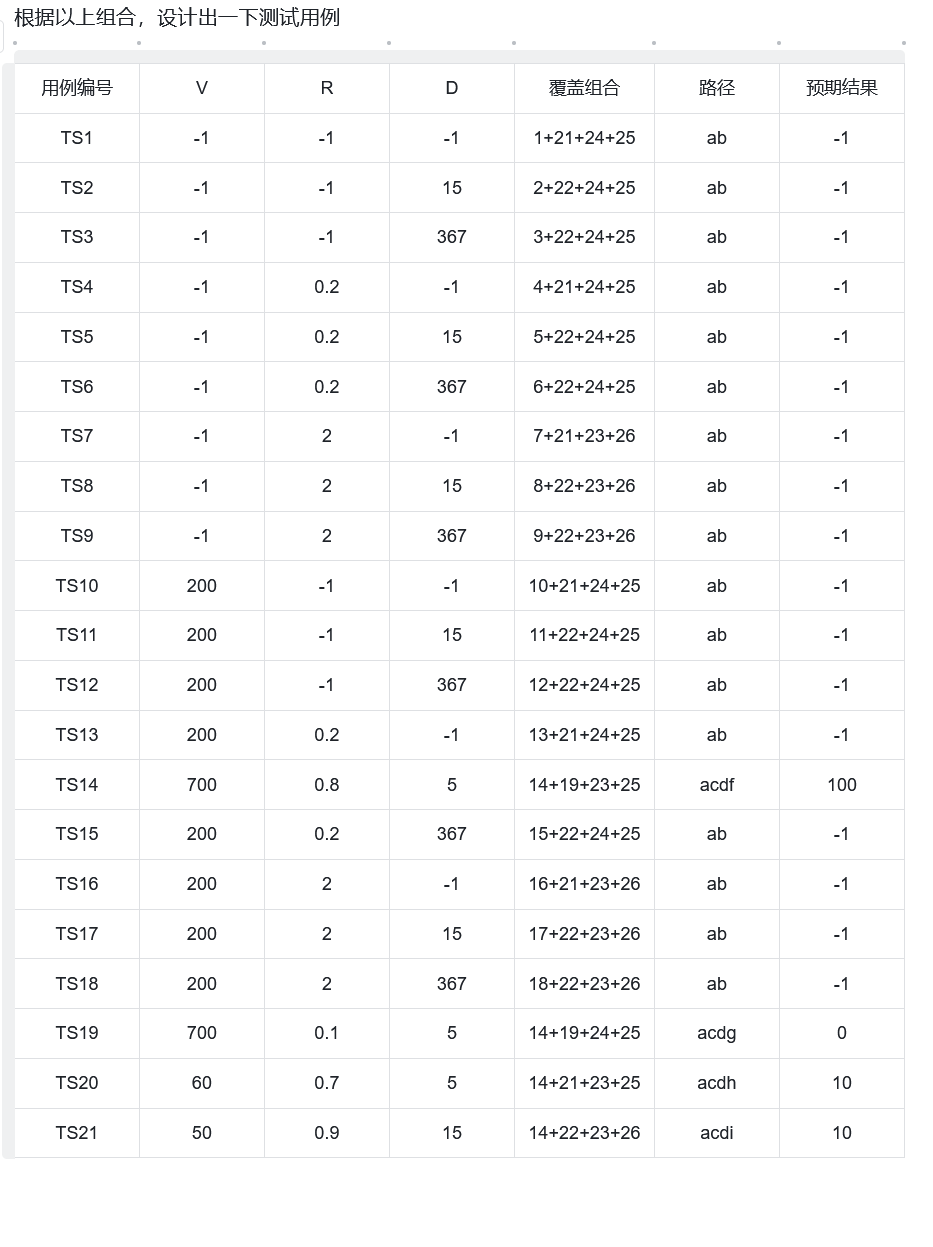 根据以上组合，设计出一下测试用例
用例编号 V R D 覆盖组合 路径 预期结果
TS1 -1 -1 -1 1+21+24+25 ab -1
TS2 -1 -1 15 2+22+24+25 ab -1
TS3 -1 -1 367 3+22+24+25 ab -1
TS4 -1 0.2 -1 4+21+24+25 ab -1
TS5 -1 0.2 15 5+22+24+25 ab -1
TS6 -1 0.2 367 6+22+24+25 ab -1
TS7 -1 2 -1 7+21+23+26 ab -1
TS8 -1 2 15 8+22+23+26 ab -1
TS9 -1 2 367 9+22+23+26 ab -1
TS10 200 -1 -1 10+21+24+25 ab -1
TS11 200 -1 15 11+22+24+25 ab -1
TS12 200 -1 367 12+22+24+25 ab -1
TS13 200 0.2 -1 13+21+24+25 ab -1
TS14 700 0.8 5 14+19+23+25 acdf 100
TS15 200 0.2 367 15+22+24+25 ab -1
TS16 200 2 -1 16+21+23+26 ab -1
TS17 200 2 15 17+22+23+26 ab -1
TS18 200 2 367 18+22+23+26 ab -1
TS19 700 0.1 5 14+19+24+25 acdg 0
TS20 60 0.7 5 14+21+23+25 acdh 10
TS21 50 0.9 15 14+22+23+26 acdi 10